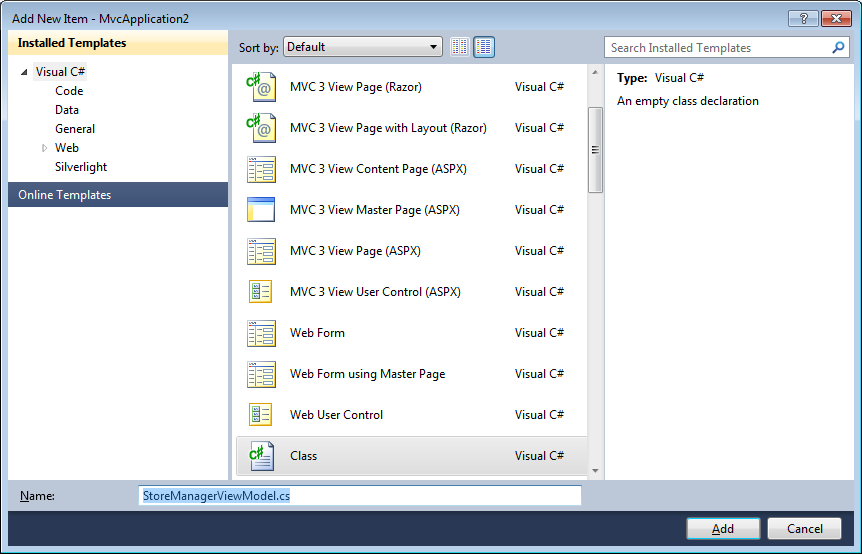 Add New Item - MvcApplication2
Installed Templates
Sort by: Default
Search Installed Templates
Visual C#
Code
Data
General
Web
Silverlight
Online Templates
MVC 3 View Page (Razor) Visual C#
MVC 3 View Page with Layout (Razor) Visual C#
MVC 3 View Content Page (ASPX) Visual C#
MVC 3 View Master Page (ASPX) Visual C#
MVC 3 View Page (ASPX) Visual C#
MVC 3 View User Control (ASPX) Visual C#
Web Form Visual C#
Web Form using Master Page Visual C#
Web User Control Visual C#
Class Visual C#
Type: Visual C#
An empty class declaration
Name: StoreManagerViewModel.cs
Add Cancel